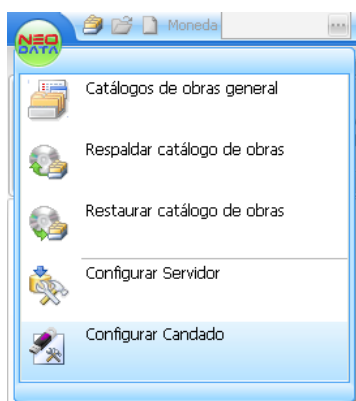 NEO
DATA
Moneda
...
Catálogos de obras general
Respaldar catálogo de obras
Restaurar catálogo de obras
Configurar Servidor
Configurar Candado